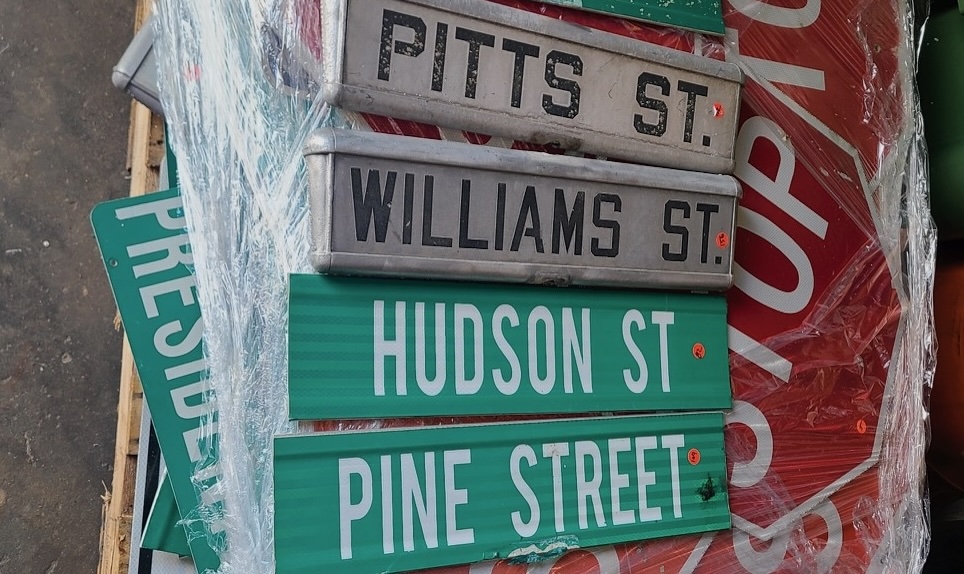 PITTS ST.
WILLIAMS ST.
HUDSON ST
PINE STREET
STOP